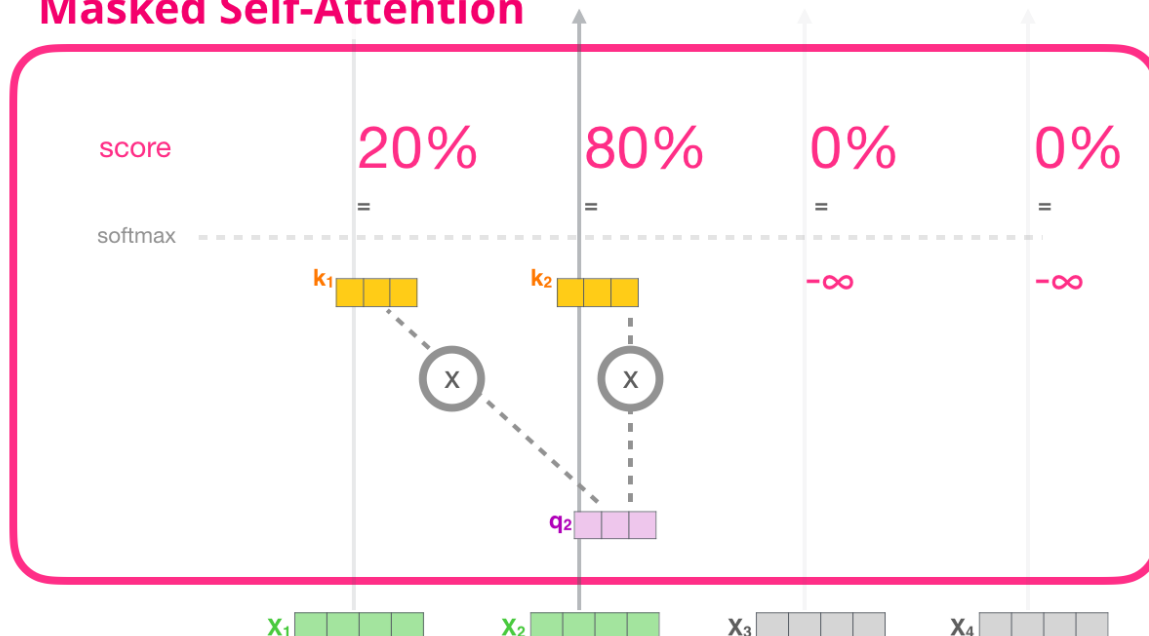 Masked Self-Attention
score 20% 80% 0% 0%
= = = =
softmax
k₁ k₂ -∞ -∞
x x
q₂
X₁ X₂ X₃ X₄